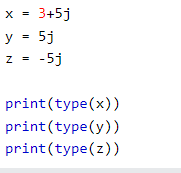 x = 3+5j
y = 5j
z = -5j
print(type(x))
print(type(y))
print(type(z))